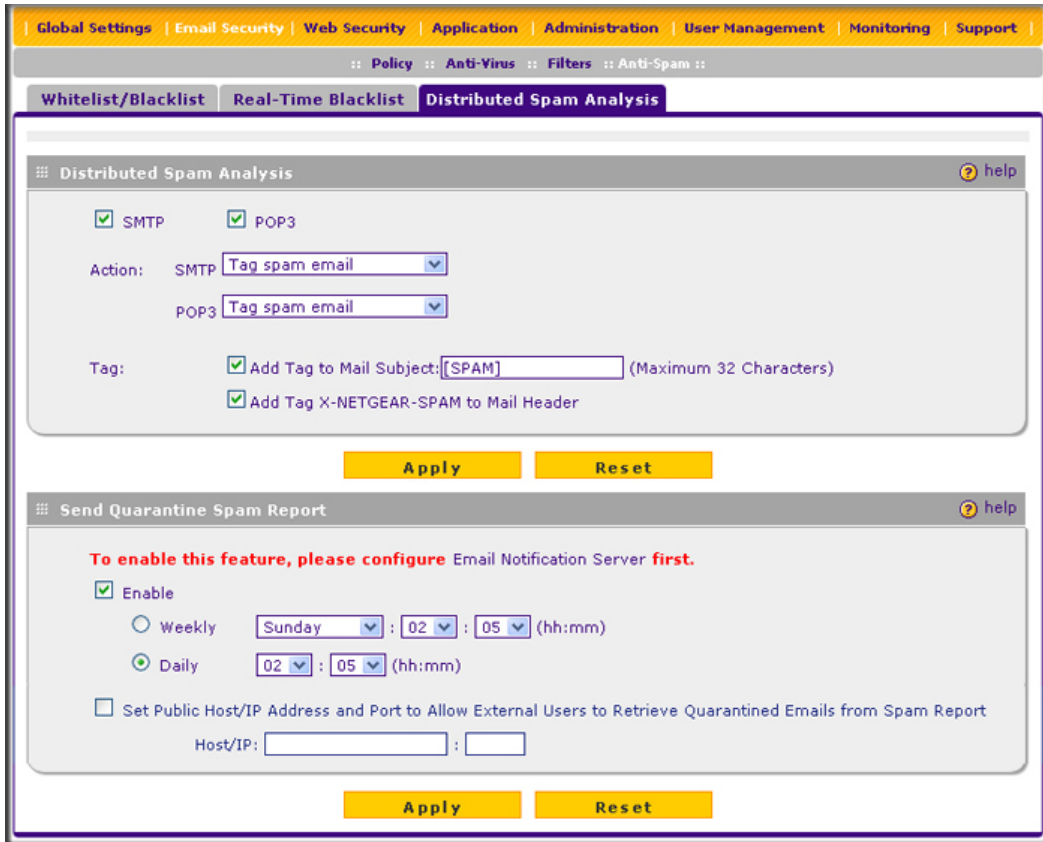 | Global Settings | Email Security | Web Security | Application | Administration | User Management | Monitoring | Support |
:: Policy :: Anti-Virus :: Filters :: Anti-Spam ::
Whitelist/Blacklist Real-Time Blacklist Distributed Spam Analysis
Distributed Spam Analysis ? help
SMTP POP3
Action: SMTP Tag spam email
POP3 Tag spam email
Tag: Add Tag to Mail Subject: [SPAM] (Maximum 32 Characters)
Add Tag X-NETGEAR-SPAM to Mail Header
Apply Reset
Send Quarantine Spam Report ? help
To enable this feature, please configure Email Notification Server first.
Enable
Weekly Sunday : 02 : 05 (hh:mm)
Daily 02 : 05 (hh:mm)
Set Public Host/IP Address and Port to Allow External Users to Retrieve Quarantined Emails from Spam Report
Host/IP: :
Apply Reset